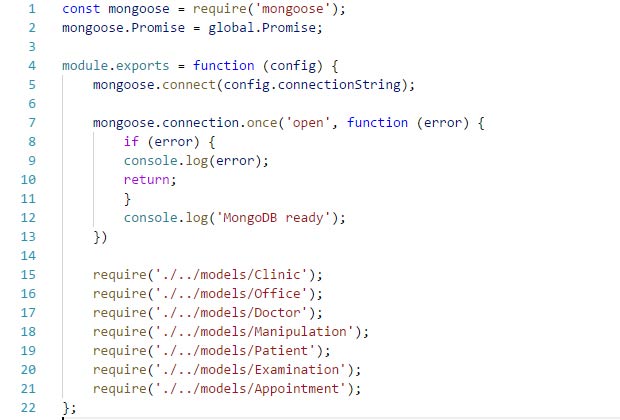 1 const mongoose = require('mongoose');
2 mongoose.Promise = global.Promise;
3
4 module.exports = function (config) {
5     mongoose.connect(config.connectionString);
6
7     mongoose.connection.once('open', function (error) {
8         if (error) {
9         console.log(error);
10         return;
11         }
12         console.log('MongoDB ready');
13     })
14
15     require('./../models/Clinic');
16     require('./../models/Office');
17     require('./../models/Doctor');
18     require('./../models/Manipulation');
19     require('./../models/Patient');
20     require('./../models/Examination');
21     require('./../models/Appointment');
22 };